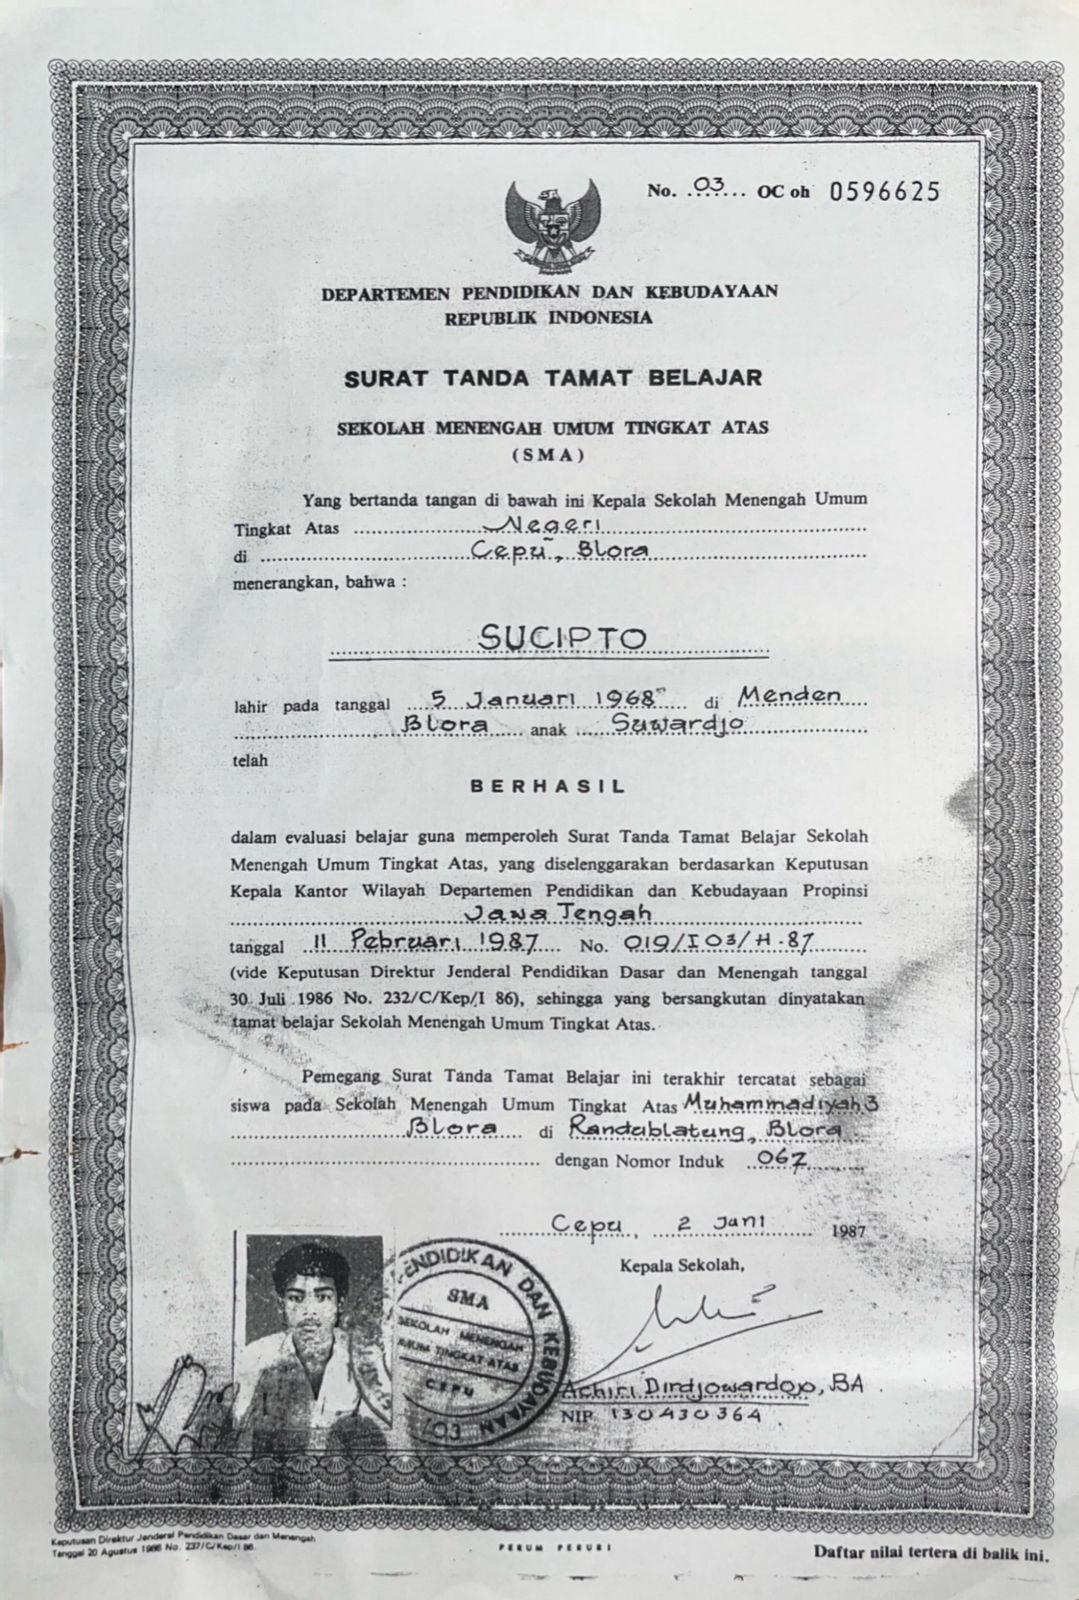 No. 03 OC oh 0596625
DEPARTEMEN PENDIDIKAN DAN KEBUDAYAAN
REPUBLIK INDONESIA
SURAT TANDA TAMAT BELAJAR
SEKOLAH MENENGAH UMUM TINGKAT ATAS
(SMA)
Yang bertanda tangan di bawah ini Kepala Sekolah Menengah Umum
Tingkat Atas Negeri
di Cepu, Blora
menerangkan, bahwa :
SUCIPTO
lahir pada tanggal 5 Januari 1968 di Menden
Blora anak Suwardjo
telah
BERHASIL
dalam evaluasi belajar guna memperoleh Surat Tanda Tamat Belajar Sekolah
Menengah Umum Tingkat Atas, yang diselenggarakan berdasarkan Keputusan
Kepala Kantor Wilayah Departemen Pendidikan dan Kebudayaan Propinsi
Jawa Tengah
tanggal 11 Pebruari 1987 No. 019/I03/H-87
(vide Keputusan Direktur Jenderal Pendidikan Dasar dan Menengah tanggal
30 Juli 1986 No. 232/C/Kep/I 86), sehingga yang bersangkutan dinyatakan
tamat belajar Sekolah Menengah Umum Tingkat Atas.
Pemegang Surat Tanda Tamat Belajar ini terakhir tercatat sebagai
siswa pada Sekolah Menengah Umum Tingkat Atas Muhammadiyah 3
Blora di Randublatung, Blora
dengan Nomor Induk 067
Cepu, 2 Juni 1987
Kepala Sekolah,
PENDIDIKAN DAN KEBUDAYAAN
SMA
SEKOLAH MENENGAH
UMUM TINGKAT ATAS
CEPU
Achiri Dirdjowardojo, BA
NIP. 130430364
Keputusan Direktur Jenderal Pendidikan Dasar dan Menengah
Tanggal 20 Agustus 1986 No. 237/C/Kep/I 86.
PERUM PERURI
Daftar nilai tertera di balik ini.